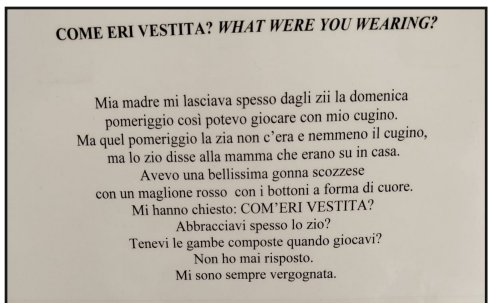 COME ERI VESTITA? WHAT WERE YOU WEARING?
Mia madre mi lasciava spesso dagli zii la domenica
pomeriggio così potevo giocare con mio cugino.
Ma quel pomeriggio la zia non c'era e nemmeno il cugino,
ma lo zio disse alla mamma che erano su in casa.
Avevo una bellissima gonna scozzese
con un maglione rosso con i bottoni a forma di cuore.
Mi hanno chiesto: COM'ERI VESTITA?
Abbracciavi spesso lo zio?
Tenevi le gambe composte quando giocavi?
Non ho mai risposto.
Mi sono sempre vergognata.